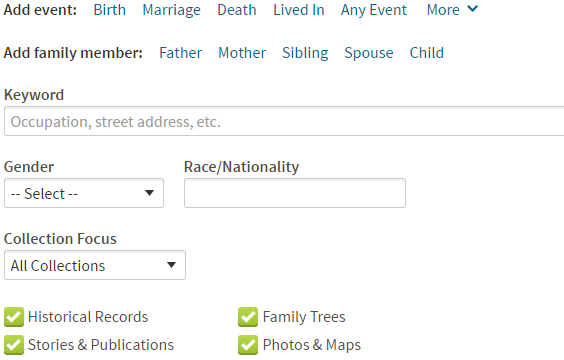 Add event: Birth Marriage Death Lived In Any Event More
Add family member: Father Mother Sibling Spouse Child
Keyword
Occupation, street address, etc.
Gender Race/Nationality
-- Select --
Collection Focus
All Collections
Historical Records Family Trees
Stories & Publications Photos & Maps